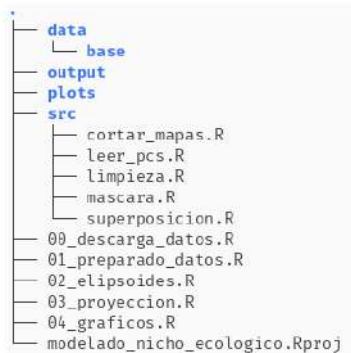 .
├── data
│   └── base
├── output
├── plots
├── src
│   ├── cortar_mapas.R
│   ├── leer_pcs.R
│   ├── limpieza.R
│   ├── mascara.R
│   └── superposicion.R
├── 00_descarga_datos.R
├── 01_preparado_datos.R
├── 02_elipsoides.R
├── 03_proyeccion.R
├── 04_graficos.R
└── modelado_nicho_ecologico.Rproj